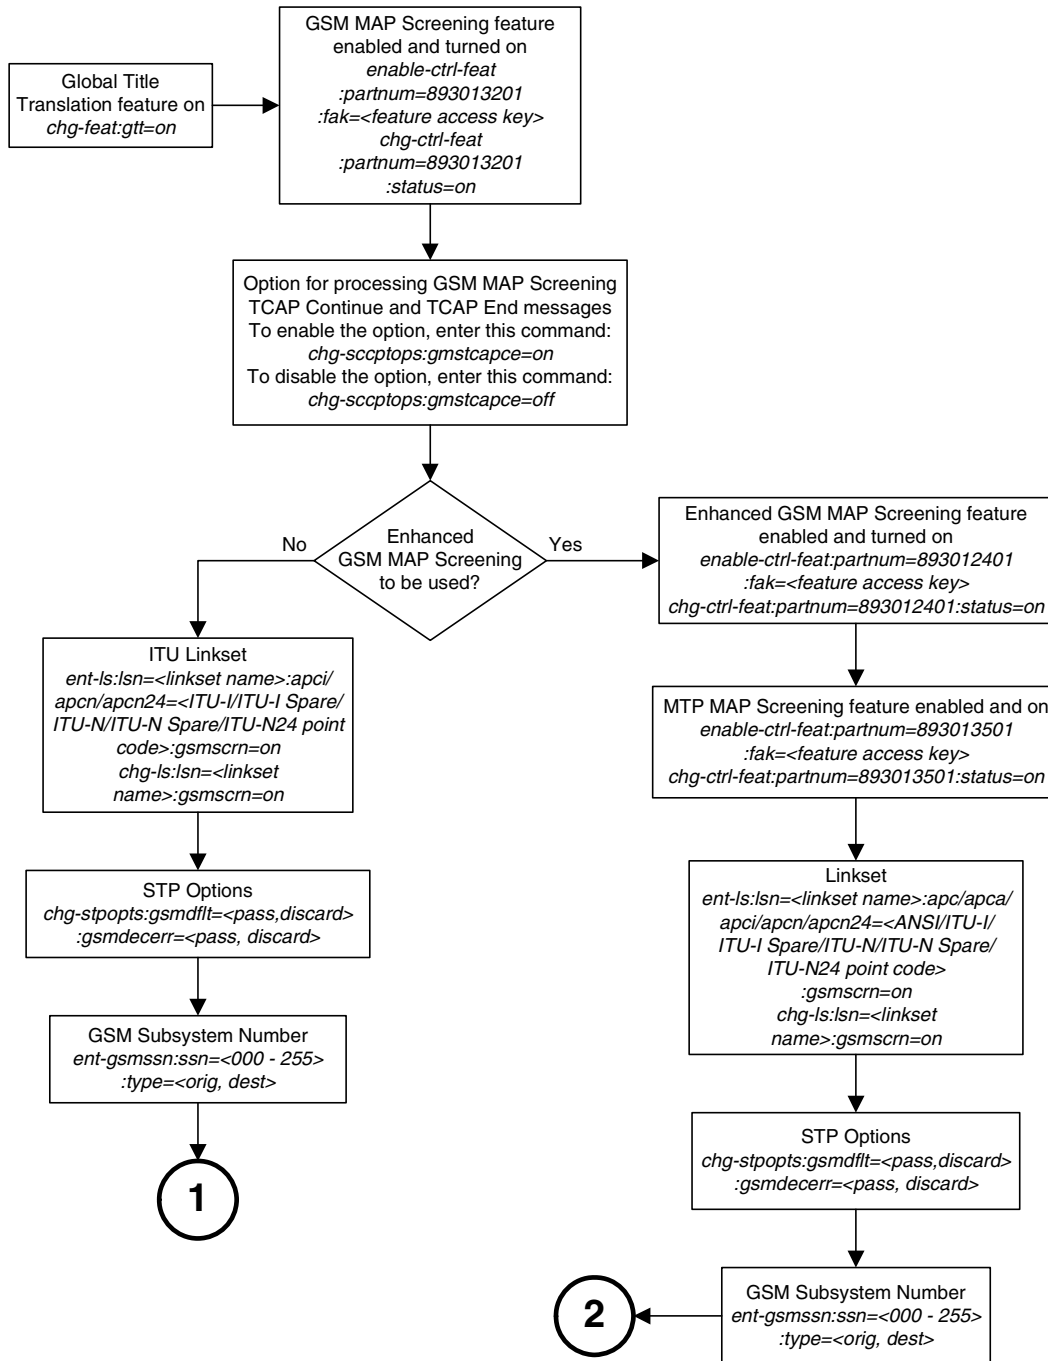 GSM MAP Screening feature
enabled and turned on
enable-ctrl-feat
:partnum=893013201
:fak=<feature access key>
chg-ctrl-feat
:partnum=893013201
:status=on
Global Title
Translation feature on
chg-feat:gtt=on
Option for processing GSM MAP Screening
TCAP Continue and TCAP End messages
To enable the option, enter this command:
chg-sccptops:gmstcapce=on
To disable the option, enter this command:
chg-sccptops:gmstcapce=off
Enhanced
GSM MAP Screening
to be used?
No
Yes
ITU Linkset
ent-ls:lsn=<linkset name>:apci/
apcn/apcn24=<ITU-I/ITU-I Spare/
ITU-N/ITU-N Spare/ITU-N24 point
code>:gsmscrn=on
chg-ls:lsn=<linkset
name>:gsmscrn=on
STP Options
chg-stpopts:gsmdflt=<pass,discard>
:gsmdecerr=<pass, discard>
GSM Subsystem Number
ent-gsmssn:ssn=<000 - 255>
:type=<orig, dest>
1
Enhanced GSM MAP Screening feature
enabled and turned on
enable-ctrl-feat:partnum=893012401
:fak=<feature access key>
chg-ctrl-feat:partnum=893012401:status=on
MTP MAP Screening feature enabled and on
enable-ctrl-feat:partnum=893013501
:fak=<feature access key>
chg-ctrl-feat:partnum=893013501:status=on
Linkset
ent-ls:lsn=<linkset name>:apc/apca/
apci/apcn/apcn24=<ANSI/ITU-I/
ITU-I Spare/ITU-N/ITU-N Spare/
ITU-N24 point code>
:gsmscrn=on
chg-ls:lsn=<linkset
name>:gsmscrn=on
STP Options
chg-stpopts:gsmdflt=<pass,discard>
:gsmdecerr=<pass, discard>
GSM Subsystem Number
ent-gsmssn:ssn=<000 - 255>
:type=<orig, dest>
2